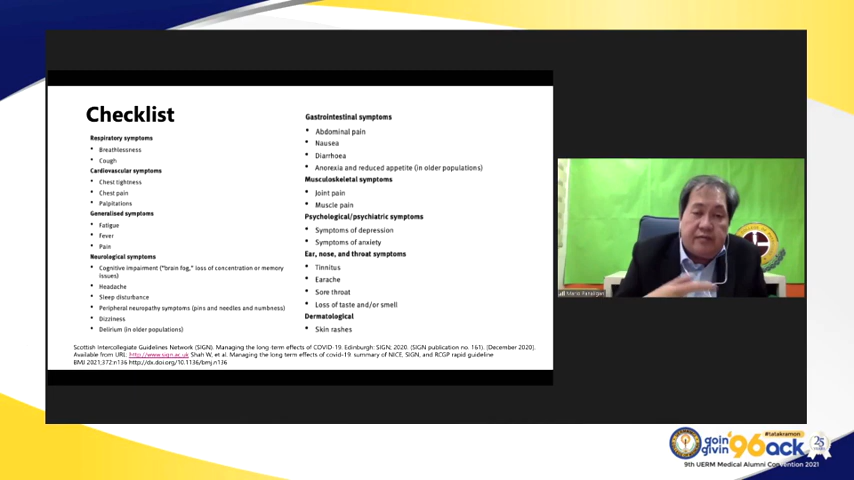 Checklist
Respiratory symptoms
• Breathlessness
• Cough
Cardiovascular symptoms
• Chest tightness
• Chest pain
• Palpitations
Generalised symptoms
• Fatigue
• Fever
• Pain
Neurological symptoms
• Cognitive impairment ("brain fog," loss of concentration or memory
issues)
• Headache
• Sleep disturbance
• Peripheral neuropathy symptoms (pins and needles and numbness)
• Dizziness
• Delirium (in older populations)
Gastrointestinal symptoms
• Abdominal pain
• Nausea
• Diarrhoea
• Anorexia and reduced appetite (in older populations)
Musculoskeletal symptoms
• Joint pain
• Muscle pain
Psychological/psychiatric symptoms
• Symptoms of depression
• Symptoms of anxiety
Ear, nose, and throat symptoms
• Tinnitus
• Earache
• Sore throat
• Loss of taste and/or smell
Dermatological
• Skin rashes
Scottish Intercollegiate Guidelines Network (SIGN). Managing the long-term effects of COVID-19. Edinburgh: SIGN; 2020. (SIGN publication no. 161). [December 2020].
Available from URL: http://www.sign.ac.uk Shah W, et al. Managing the long term effects of covid-19: summary of NICE, SIGN, and RCGP rapid guideline
BMJ 2021;372:n136 http://dx.doi.org/10.1136/bmj.n136
#tatakramon
goin' '96
givin' ack
25
YEARS
9th UERM Medical Alumni Convention 2021